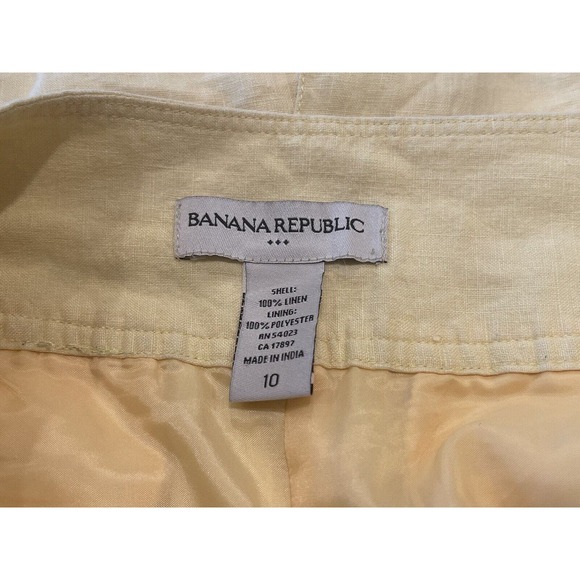 BANANA REPUBLIC
SHELL:
100% LINEN
LINING:
100% POLYESTER
RN 54023
CA 17897
MADE IN INDIA
10